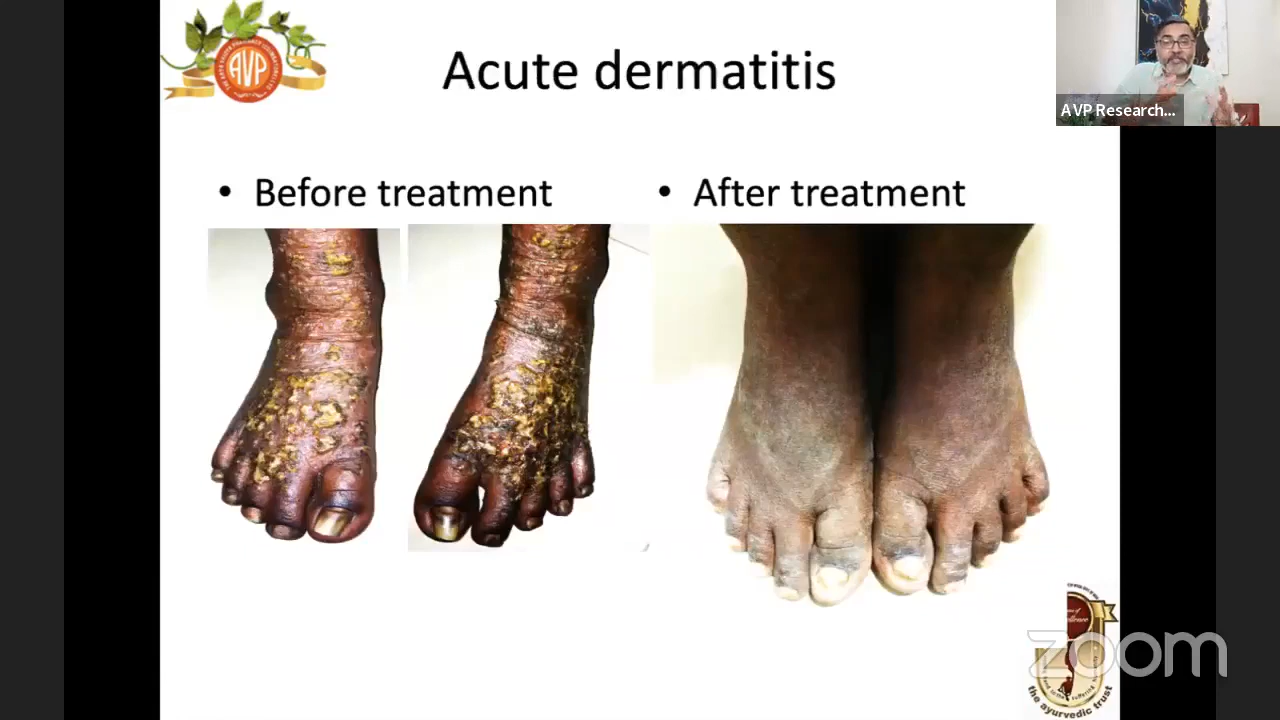 AVP
Acute dermatitis
AVP Research...
• Before treatment
• After treatment
zoom
the ayurvedic trust